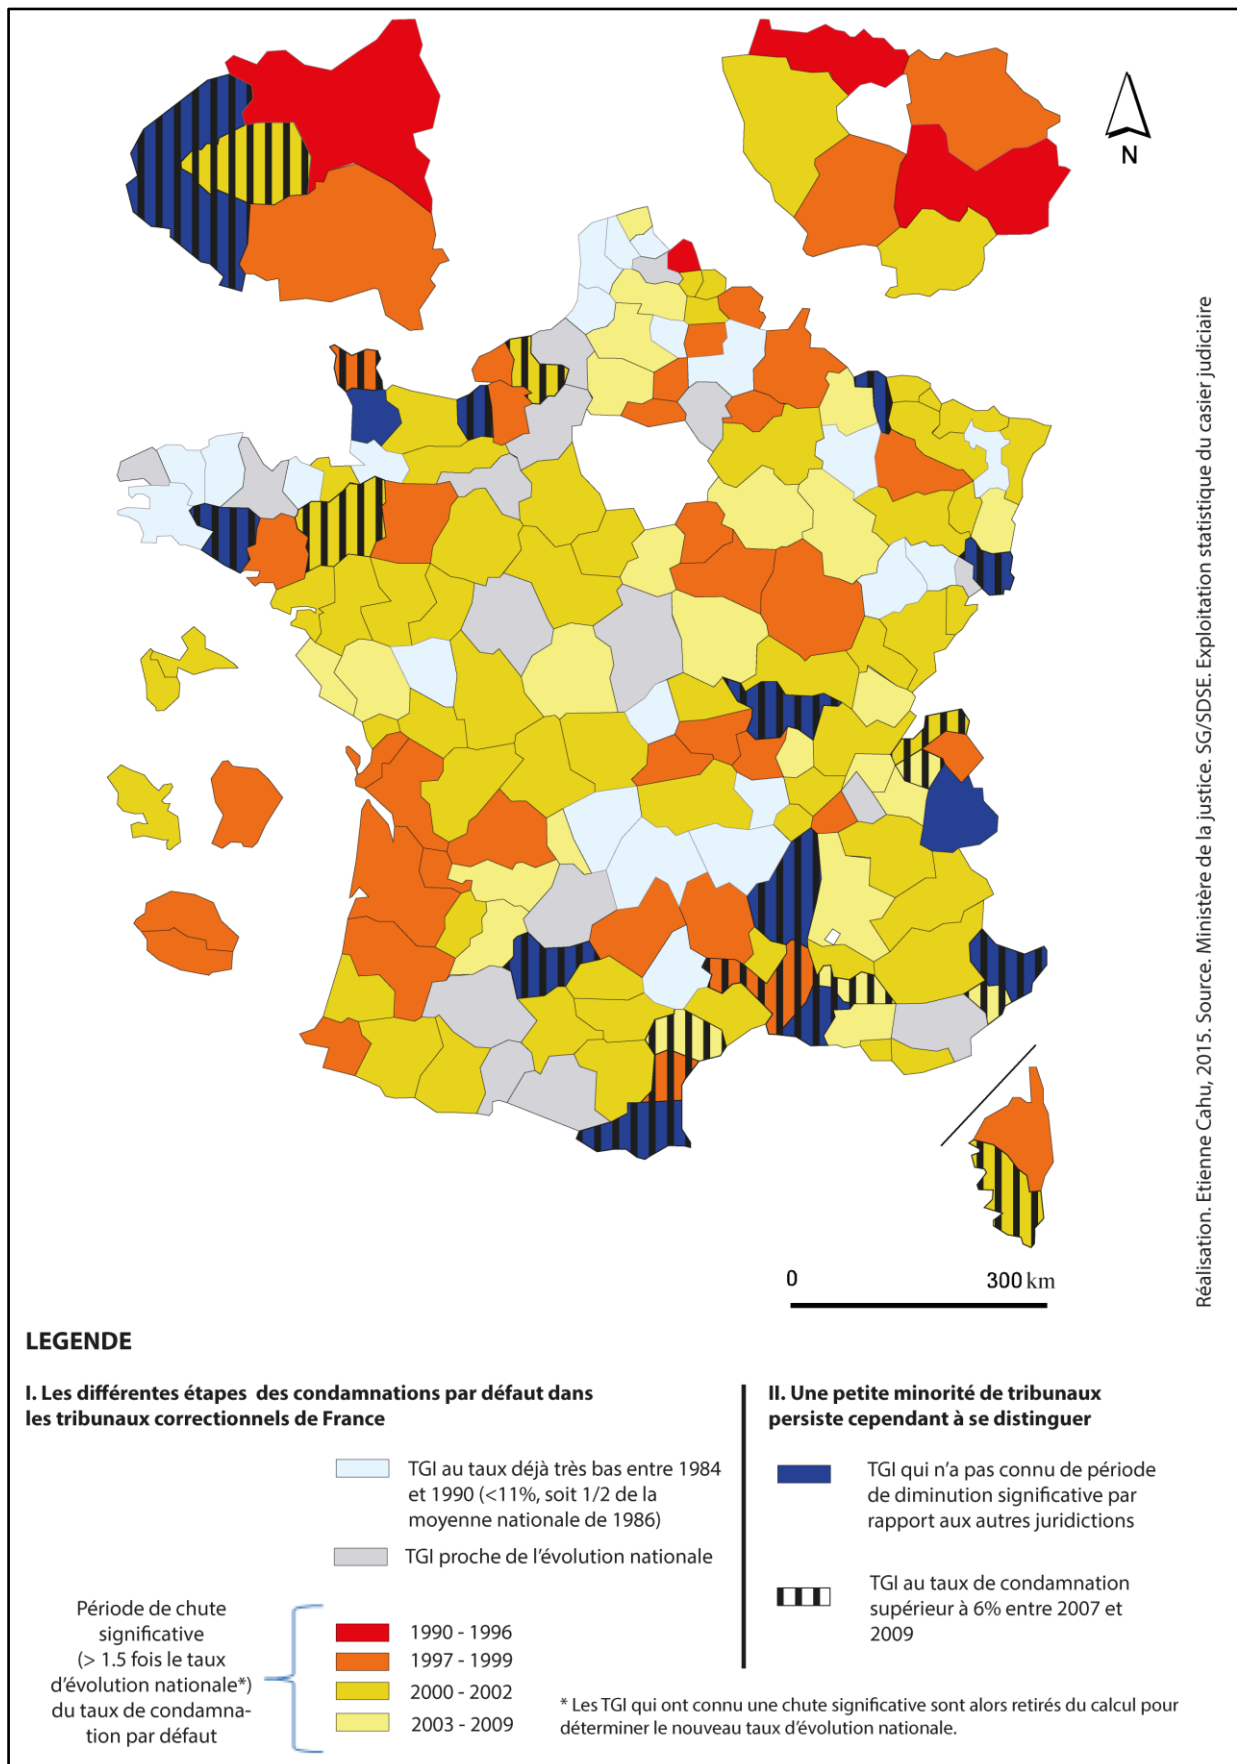 N
Réalisation. Etienne Cahu, 2015. Source. Ministère de la justice. SG/SDSE. Exploitation statistique du casier judiciaire
0 300 km
LEGENDE
I. Les différentes étapes des condamnations par défaut dans
les tribunaux correctionnels de France
TGI au taux déjà très bas entre 1984
et 1990 (<11%, soit 1/2 de la
moyenne nationale de 1986)
TGI proche de l'évolution nationale
Période de chute
significative
(> 1.5 fois le taux
d'évolution nationale*)
du taux de condamna-
tion par défaut
1990 - 1996
1997 - 1999
2000 - 2002
2003 - 2009
II. Une petite minorité de tribunaux
persiste cependant à se distinguer
TGI qui n'a pas connu de période
de diminution significative par
rapport aux autres juridictions
TGI au taux de condamnation
supérieur à 6% entre 2007 et
2009
* Les TGI qui ont connu une chute significative sont alors retirés du calcul pour
déterminer le nouveau taux d'évolution nationale.